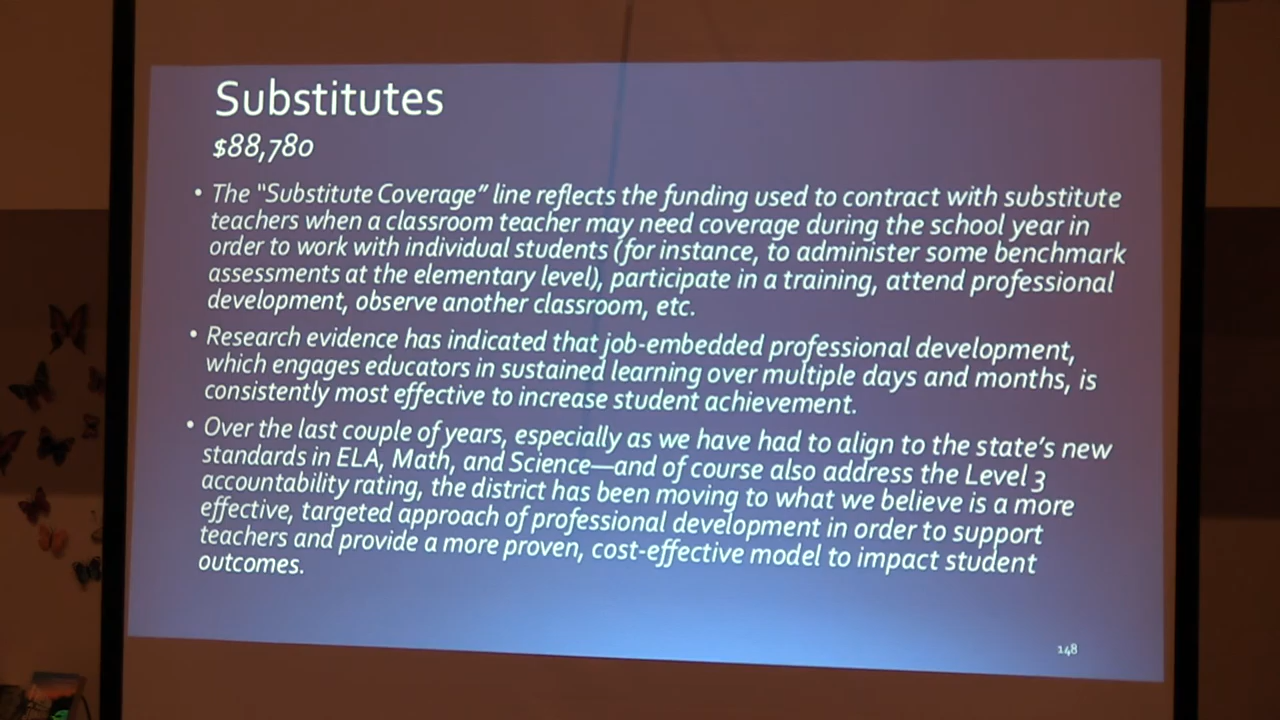 Substitutes
$88,780
• The "Substitute Coverage" line reflects the funding used to contract with substitute
teachers when a classroom teacher may need coverage during the school year in
order to work with individual students (for instance, to administer some benchmark
assessments at the elementary level), participate in a training, attend professional
development, observe another classroom, etc.
• Research evidence has indicated that job-embedded professional development,
which engages educators in sustained learning over multiple days and months, is
consistently most effective to increase student achievement.
• Over the last couple of years, especially as we have had to align to the state's new
standards in ELA, Math, and Science—and of course also address the Level 3
accountability rating, the district has been moving to what we believe is a more
effective, targeted approach of professional development in order to support
teachers and provide a more proven, cost-effective model to impact student
outcomes.
148